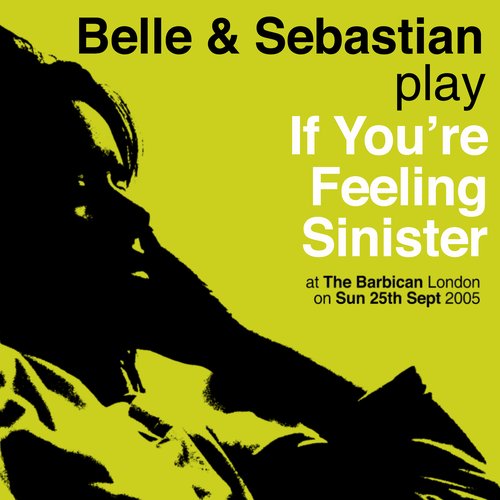 Belle & Sebastian
play
If You’re
Feeling
Sinister
at The Barbican London
on Sun 25th Sept 2005